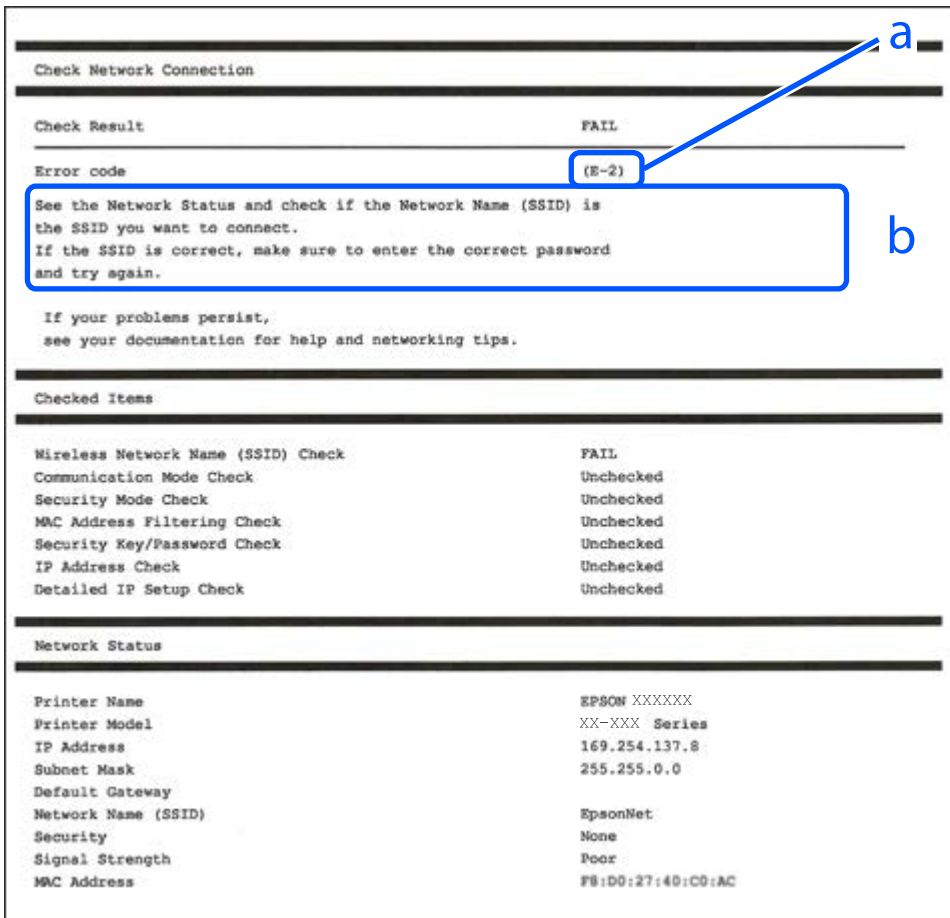 a
Check Network Connection
Check Result FAIL
Error code (E-2)
See the Network Status and check if the Network Name (SSID) is
the SSID you want to connect.
If the SSID is correct, make sure to enter the correct password
and try again.
b
If your problems persist,
see your documentation for help and networking tips.
Checked Items
Wireless Network Name (SSID) Check FAIL
Communication Mode Check Unchecked
Security Mode Check Unchecked
MAC Address Filtering Check Unchecked
Security Key/Password Check Unchecked
IP Address Check Unchecked
Detailed IP Setup Check Unchecked
Network Status
Printer Name EPSON XXXXXX
Printer Model XX-XXX Series
IP Address 169.254.137.8
Subnet Mask 255.255.0.0
Default Gateway
Network Name (SSID) EpsonNet
Security None
Signal Strength Poor
MAC Address F8:D0:27:40:C0:AC